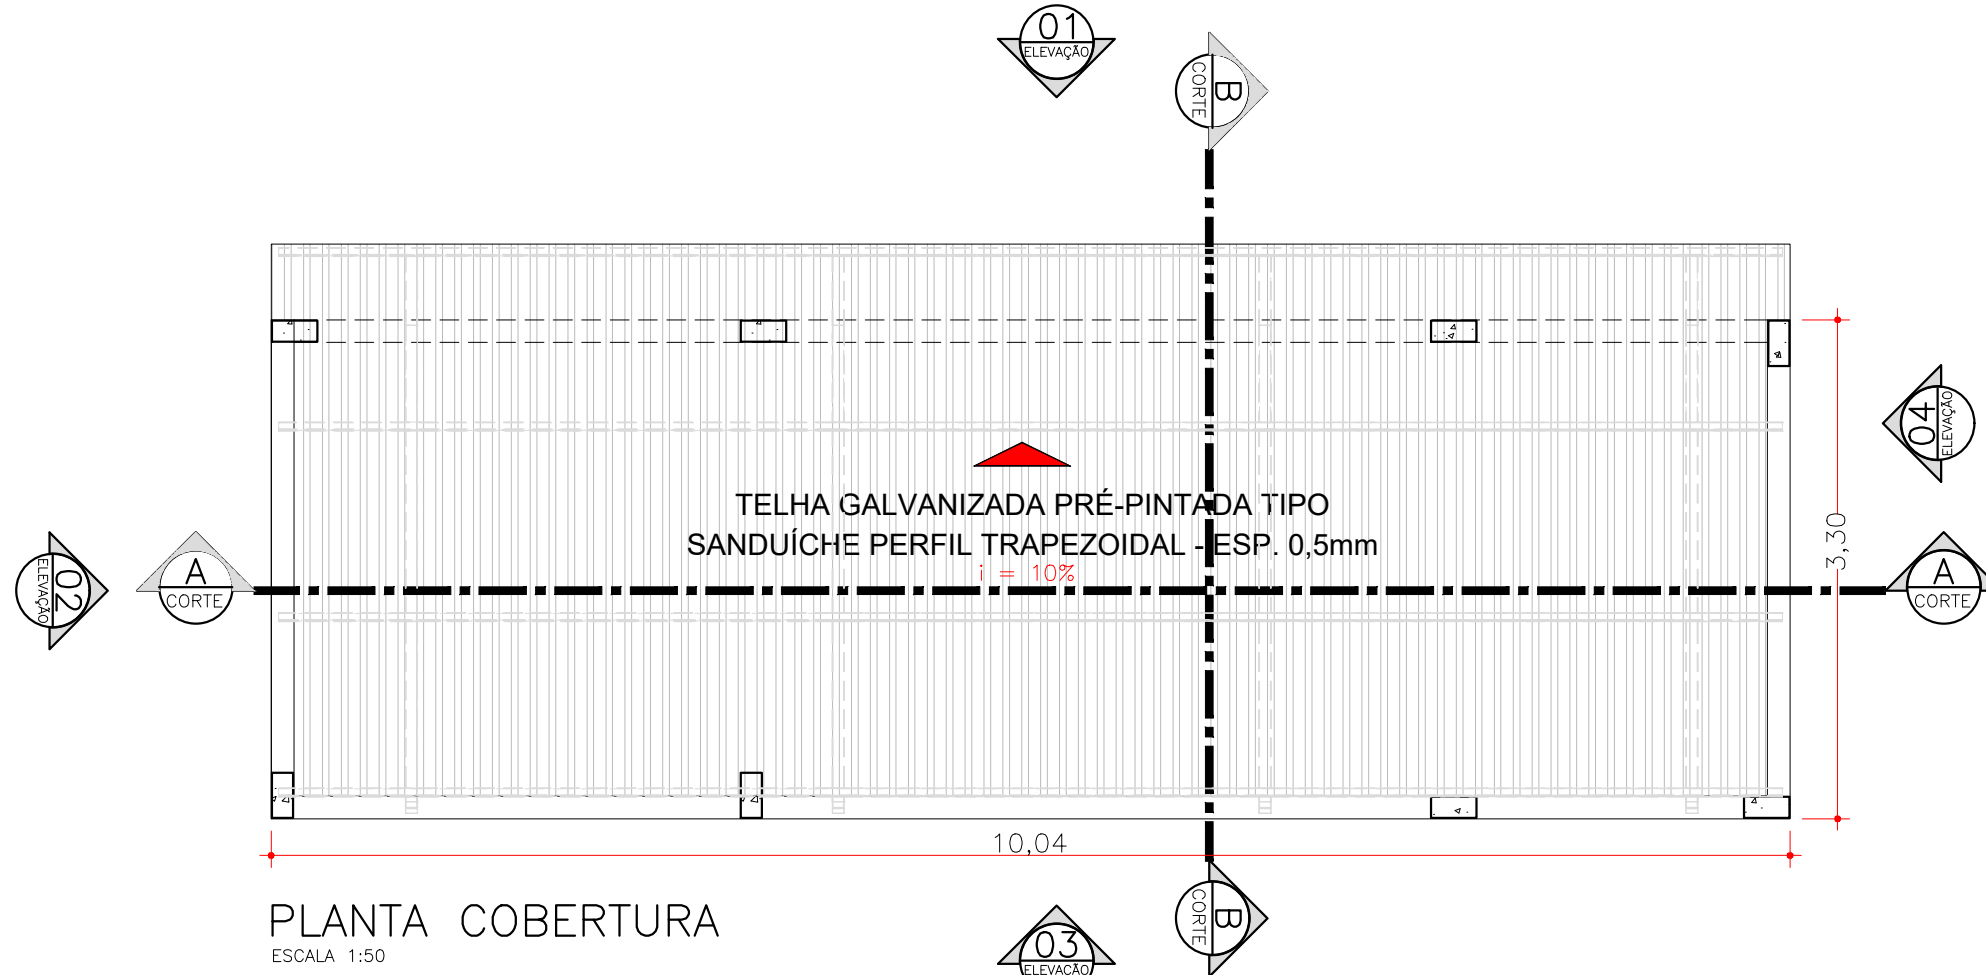 01
ELEVAÇÃO
B
CORTE
04
ELEVAÇÃO
TELHA GALVANIZADA PRÉ-PINTADA TIPO
SANDUÍCHE PERFIL TRAPEZOIDAL - ESP. 0,5mm
i = 10%
3,30
02
ELEVAÇÃO
A
CORTE
A
CORTE
10,04
PLANTA COBERTURA
ESCALA 1:50
B
CORTE
03
ELEVAÇÃO